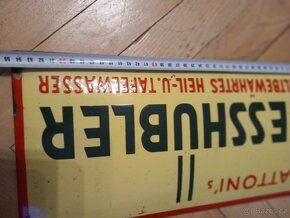 ATTONI's
ESSHÜBLER
LTBEWÄHRTES HEIL-U.TAFELWASSER